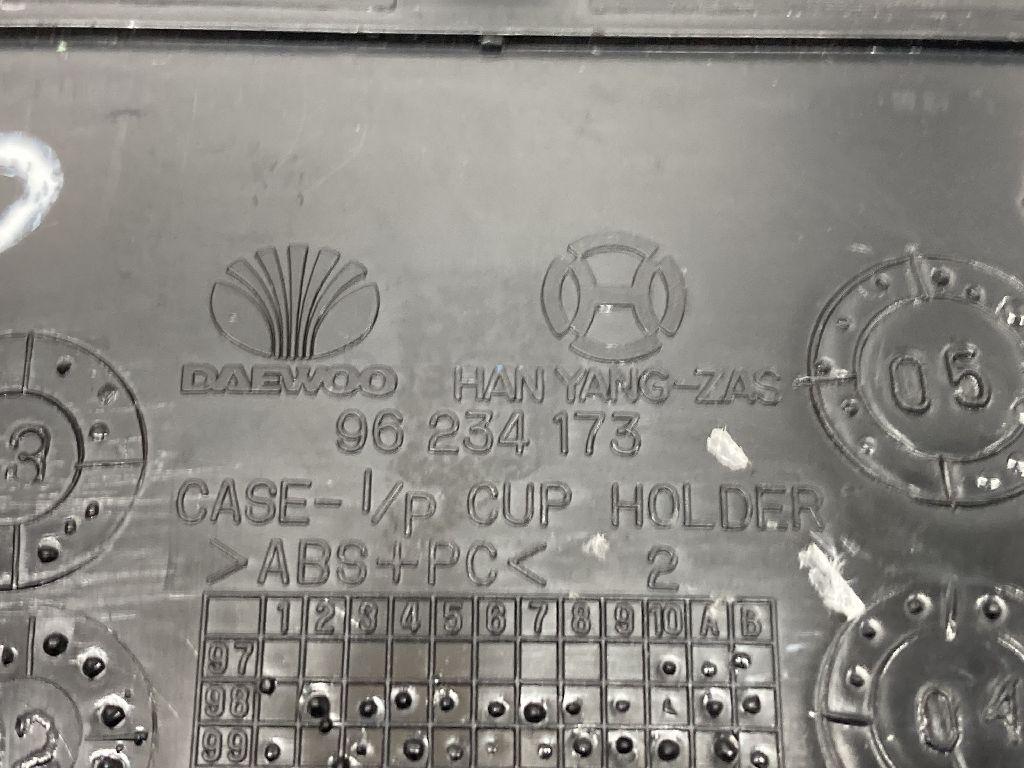 DAEWOO HAN YANG-ZAS
96 234 173
CASE-I/P CUP HOLDER
>ABS+PC< 2
1 2 3 4 5 6 7 8 9 10 A B
97
98
99
3
05
2
04